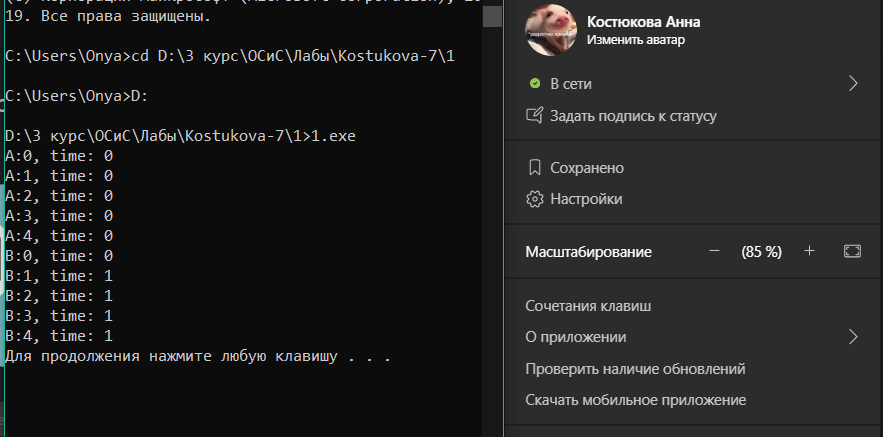 19. Все права защищены.
C:\Users\Onya>cd D:\3 курс\ОСиС\Лабы\Kostukova-7\1
C:\Users\Onya>D:
D:\3 курс\ОСиС\Лабы\Kostukova-7\1>1.exe
A:0, time: 0
A:1, time: 0
A:2, time: 0
A:3, time: 0
A:4, time: 0
B:0, time: 0
B:1, time: 1
B:2, time: 1
B:3, time: 1
B:4, time: 1
Для продолжения нажмите любую клавишу . . .
Костюкова Анна
Изменить аватар
В сети
Задать подпись к статусу
Сохранено
Настройки
Масштабирование — (85 %) +
Сочетания клавиш
О приложении
Проверить наличие обновлений
Скачать мобильное приложение